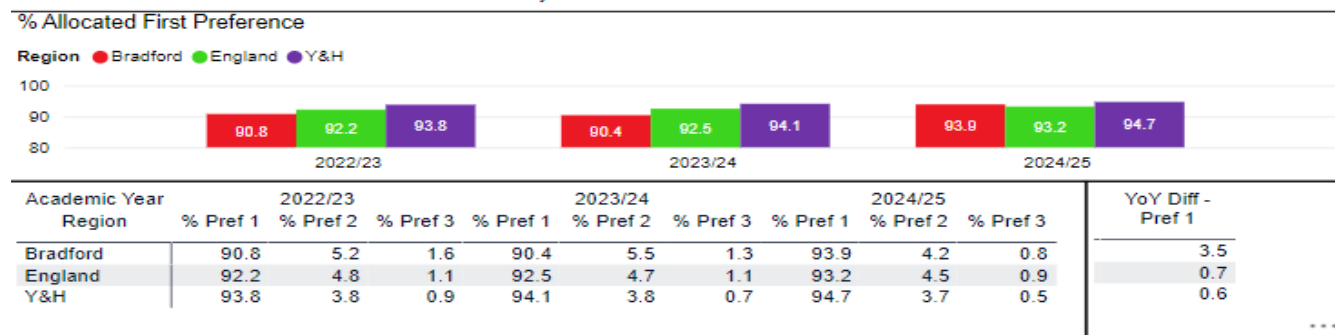 % Allocated First Preference
Region Bradford England Y&H
100
90
80
90.8 92.2 93.8 90.4 92.5 94.1 93.9 93.2 94.7
2022/23 2023/24 2024/25
Academic Year 2022/23 2023/24 2024/25 YoY Diff -
Region % Pref 1 % Pref 2 % Pref 3 % Pref 1 % Pref 2 % Pref 3 % Pref 1 % Pref 2 % Pref 3 Pref 1
Bradford 90.8 5.2 1.6 90.4 5.5 1.3 93.9 4.2 0.8 3.5
England 92.2 4.8 1.1 92.5 4.7 1.1 93.2 4.5 0.9 0.7
Y&H 93.8 3.8 0.9 94.1 3.8 0.7 94.7 3.7 0.5 0.6